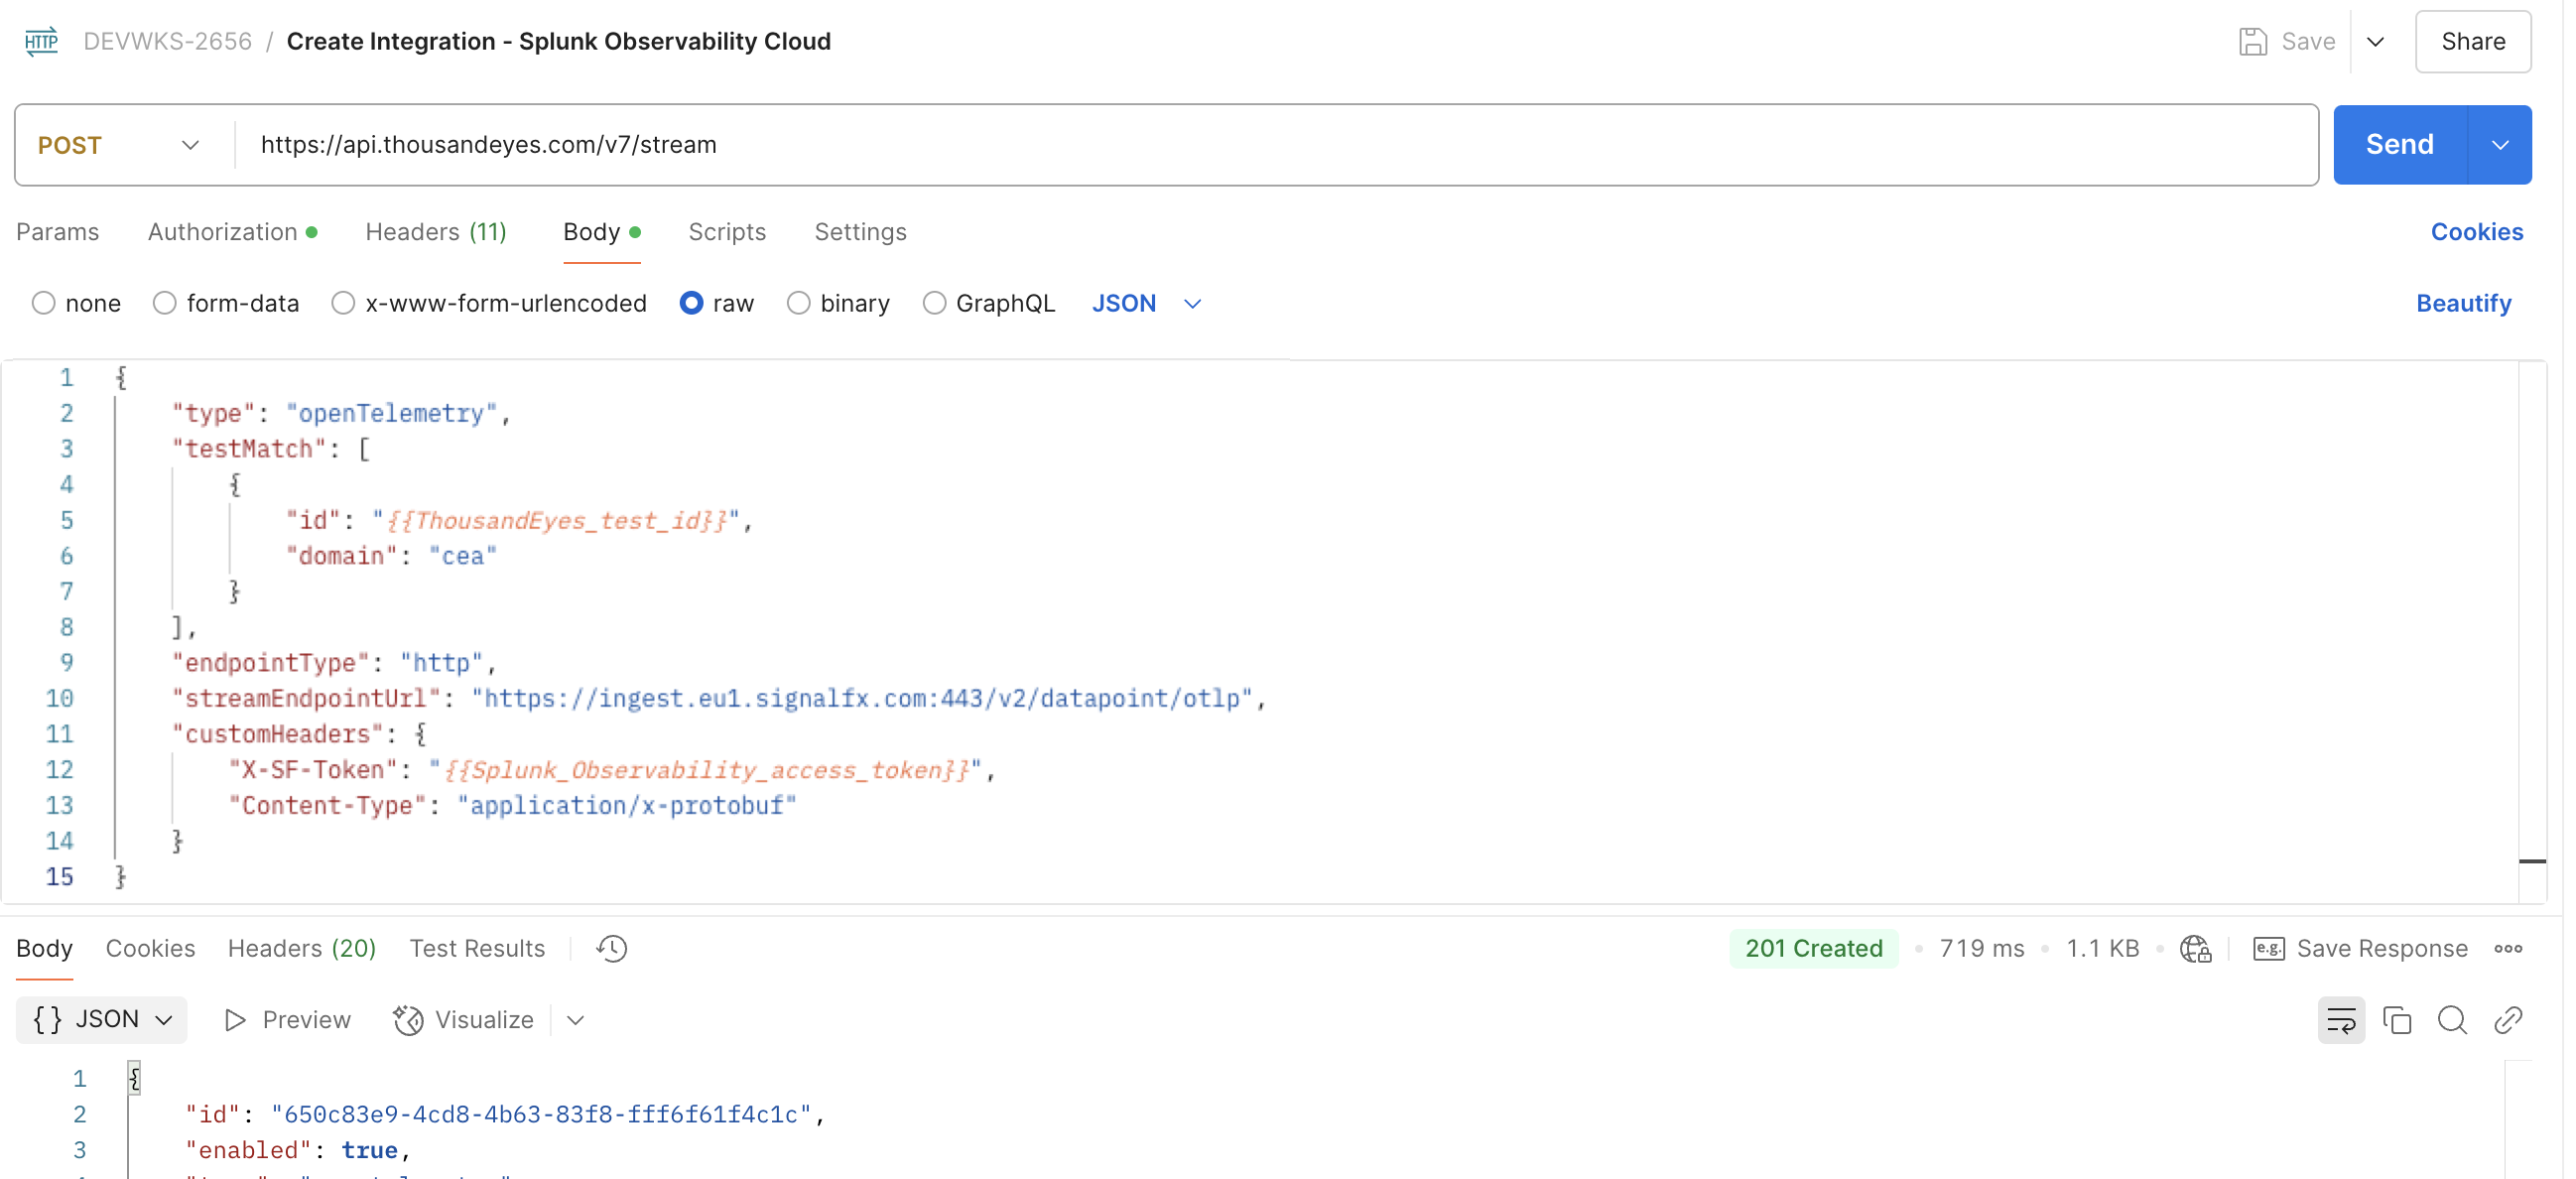 HTTP DEVWKS-2656 / Create Integration - Splunk Observability Cloud Save Share
POST https://api.thousandeyes.com/v7/stream Send
Params Authorization Headers (11) Body Scripts Settings Cookies
none form-data x-www-form-urlencoded raw binary GraphQL JSON Beautify
1 {
2 "type": "openTelemetry",
3 "testMatch": [
4 {
5 "id": "{{ThousandEyes_test_id}}",
6 "domain": "cea"
7 }
8 ],
9 "endpointType": "http",
10 "streamEndpointUrl": "https://ingest.eu1.signalfx.com:443/v2/datapoint/otlp",
11 "customHeaders": {
12 "X-SF-Token": "{{Splunk_Observability_access_token}}",
13 "Content-Type": "application/x-protobuf"
14 }
15 }
Body Cookies Headers (20) Test Results 201 Created • 719 ms • 1.1 KB • e.g. Save Response
{} JSON Preview Visualize
1 {
2 "id": "650c83e9-4cd8-4b63-83f8-fff6f61f4c1c",
3 "enabled": true,